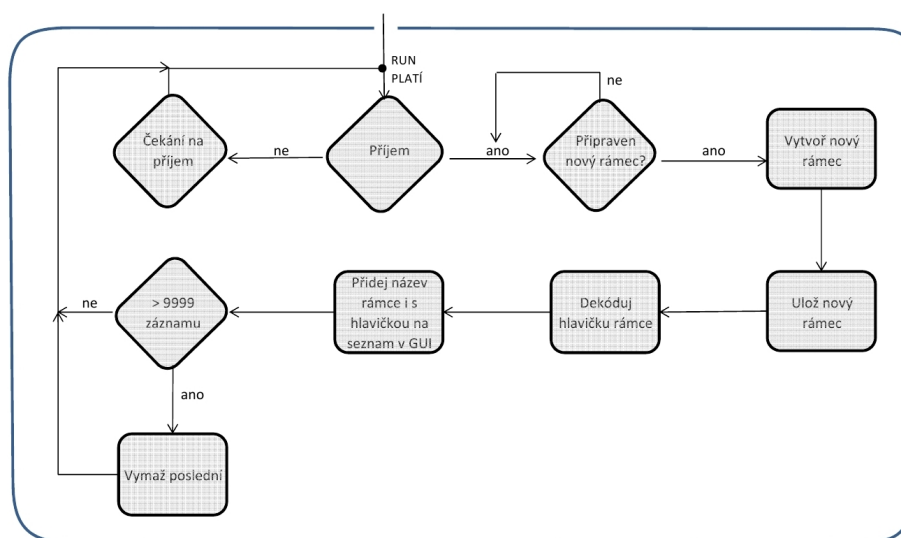 RUN
PLATÍ
ne
Čekání na
příjem
ne
Příjem
ano
Připraven
nový rámec?
ano
Vytvoř nový
rámec
ne
> 9999
záznamu
Přidej název
rámce i s
hlavičkou na
seznam v GUI
Dekóduj
hlavičku rámce
Ulož nový
rámec
ano
Vymaž poslední